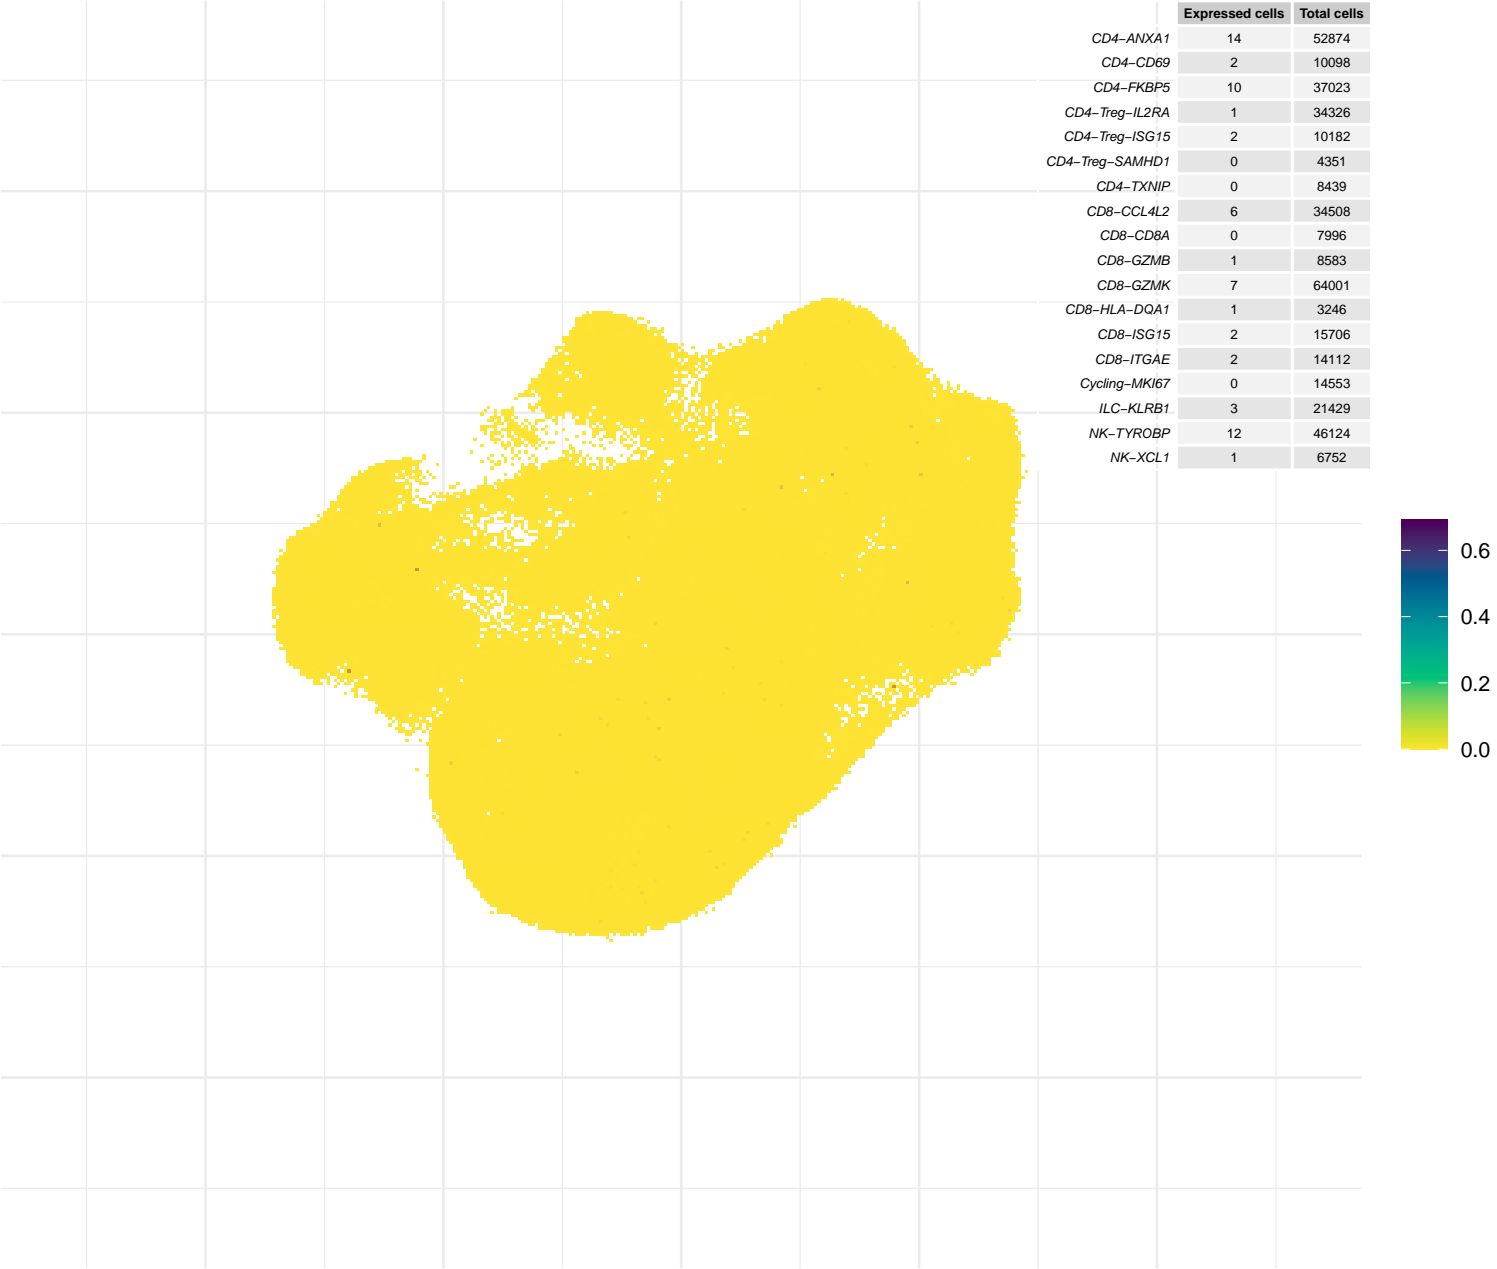 Expressed cells Total cells
CD4−ANXA1 14 52874
CD4−CD69 2 10098
CD4−FKBP5 10 37023
CD4−Treg−IL2RA 1 34326
CD4−Treg−ISG15 2 10182
CD4−Treg−SAMHD1 0 4351
CD4−TXNIP 0 8439
CD8−CCL4L2 6 34508
CD8−CD8A 0 7996
CD8−GZMB 1 8583
CD8−GZMK 7 64001
CD8−HLA−DQA1 1 3246
CD8−ISG15 2 15706
CD8−ITGAE 2 14112
Cycling−MKI67 0 14553
ILC−KLRB1 3 21429
NK−TYROBP 12 46124
NK−XCL1 1 6752
0.6
0.4
0.2
0.0